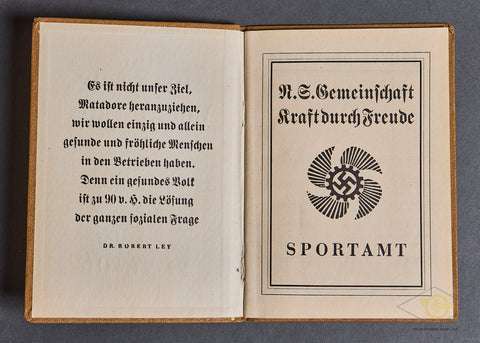 Es ist nicht unser Ziel,
Matadore heranzuziehen,
wir wollen einzig und allein
gesunde und fröhliche Menschen
in den Betrieben haben.
Denn ein gesundes Volk
ist zu 90 v. H. die Lösung
der ganzen sozialen Frage
DR. ROBERT LEY
4
N.S. Gemeinschaft
Kraft durch Freude
SPORTAMT